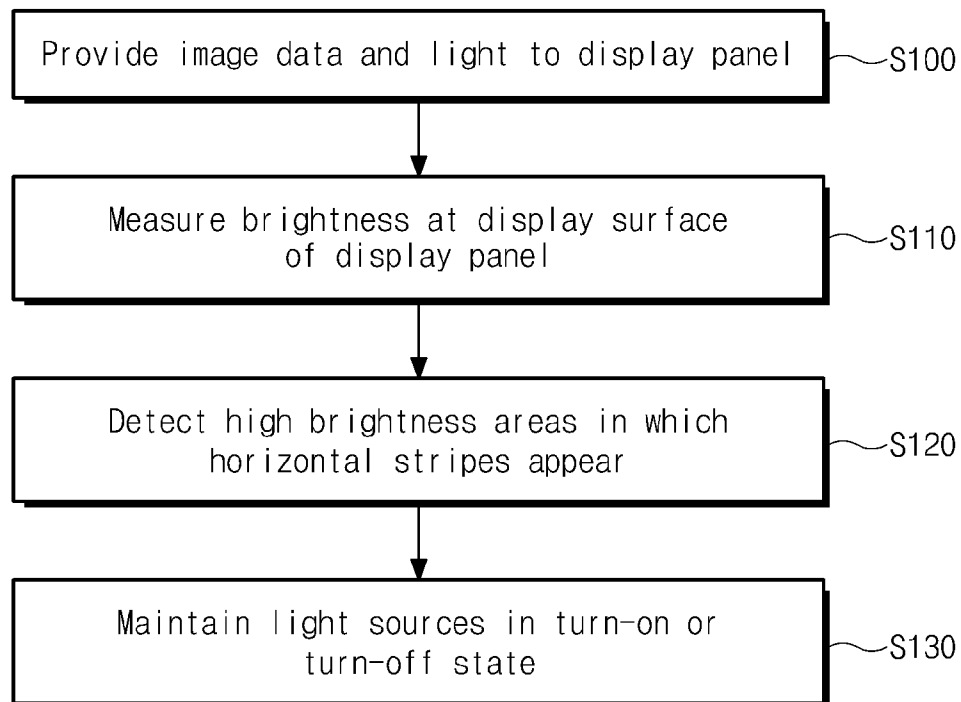 Provide image data and light to display panel
S100
Measure brightness at display surface
of display panel
S110
Detect high brightness areas in which
horizontal stripes appear
S120
Maintain light sources in turn-on or
turn-off state
S130